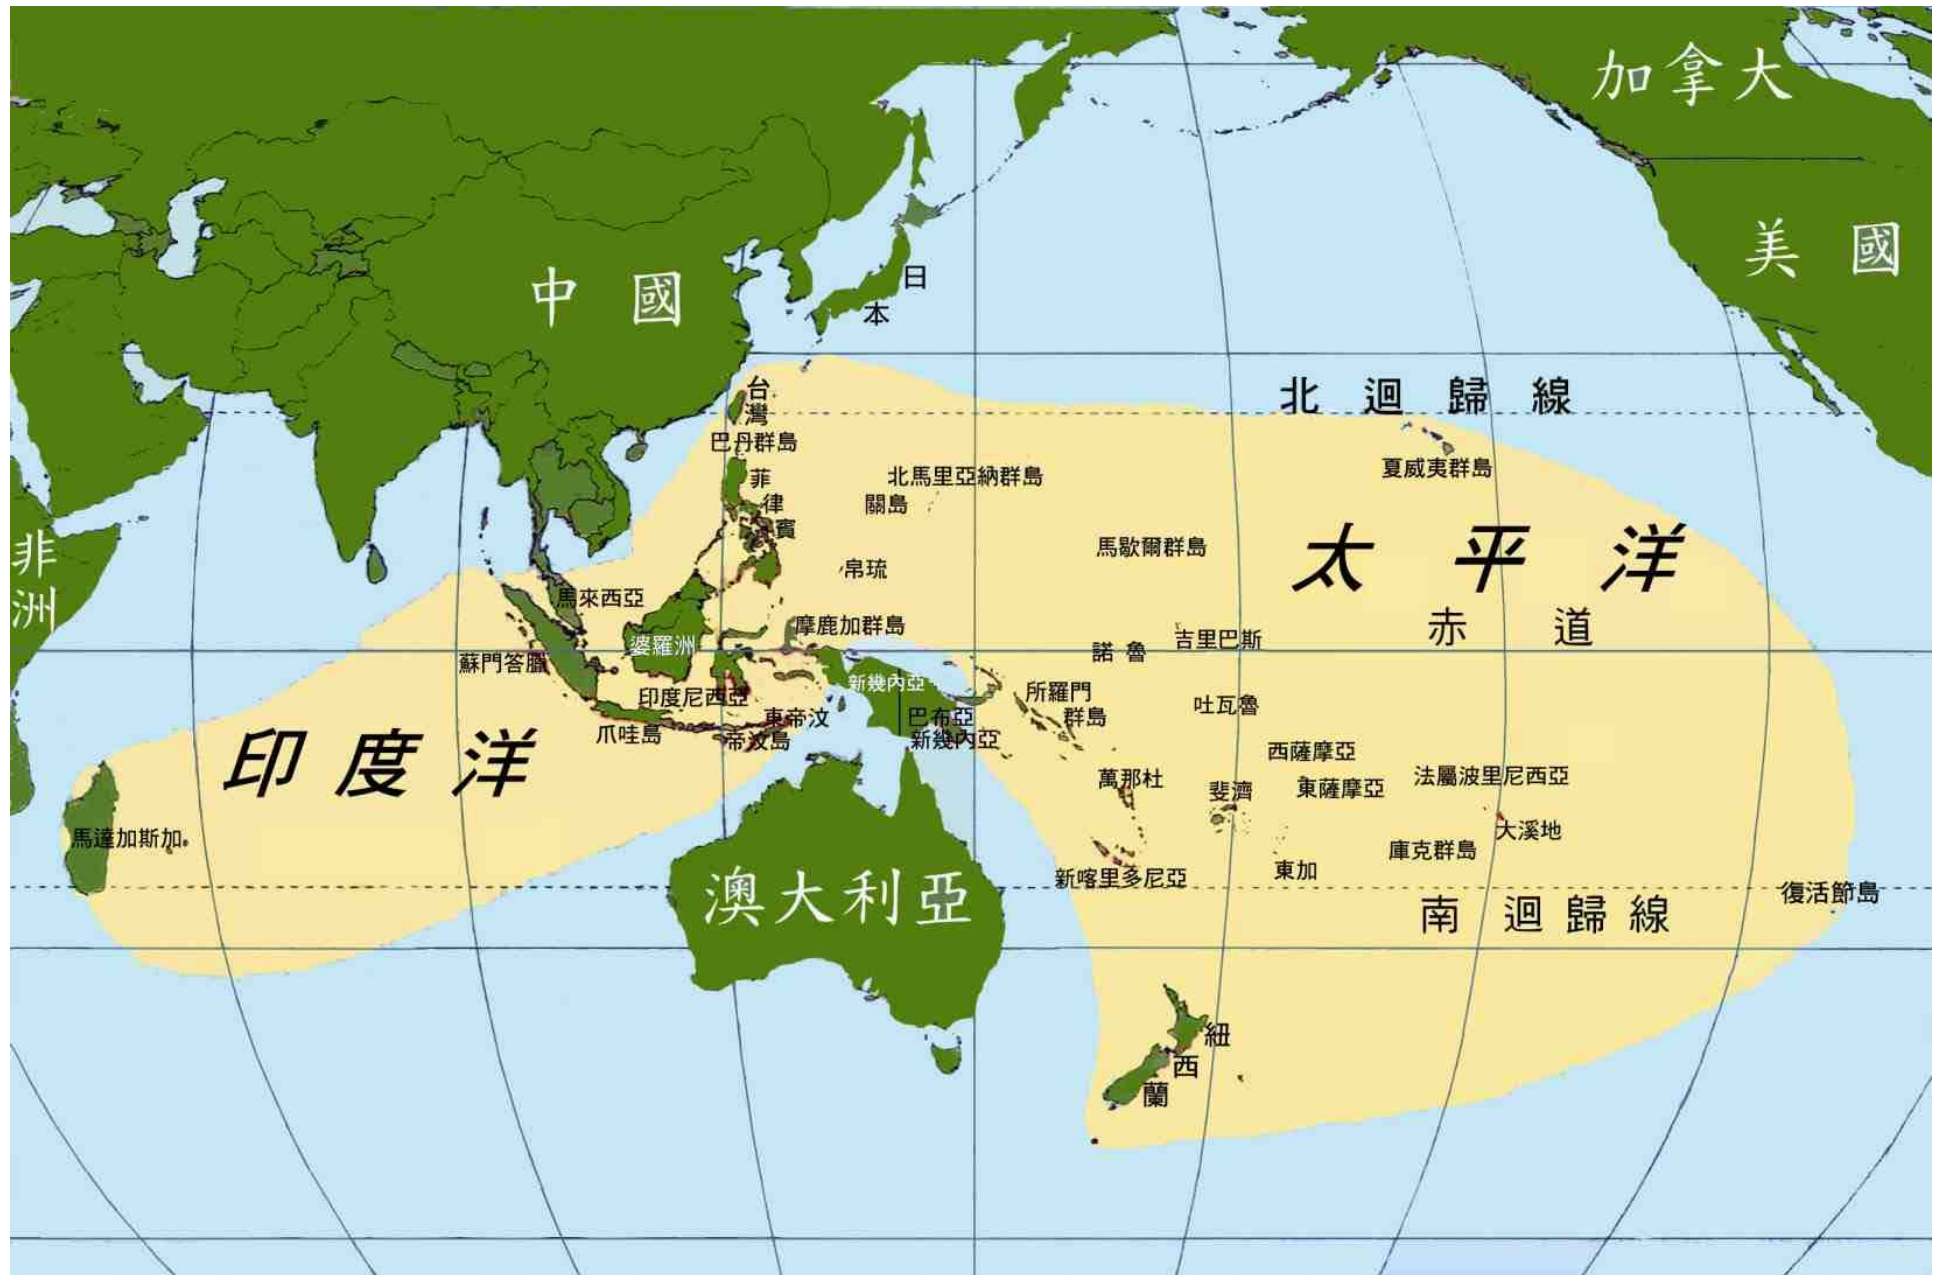 加拿大
美國
中國
日本
北迴歸線
台灣
巴丹群島
夏威夷群島
北馬里亞納群島
菲律賓
關島
太平洋
非洲
馬歇爾群島
帛琉
馬來西亞
摩鹿加群島
赤道
吉里巴斯
婆羅洲
諾魯
蘇門答臘
新幾內亞
印度尼西亞
所羅門
群島
吐瓦魯
東帝汶
巴布亞
新幾內亞
爪哇島
帝汶島
印度洋
西薩摩亞
萬那杜
斐濟
東薩摩亞
法屬波里尼西亞
馬達加斯加
大溪地
庫克群島
新喀里多尼亞
東加
澳大利亞
復活節島
南迴歸線
紐西蘭